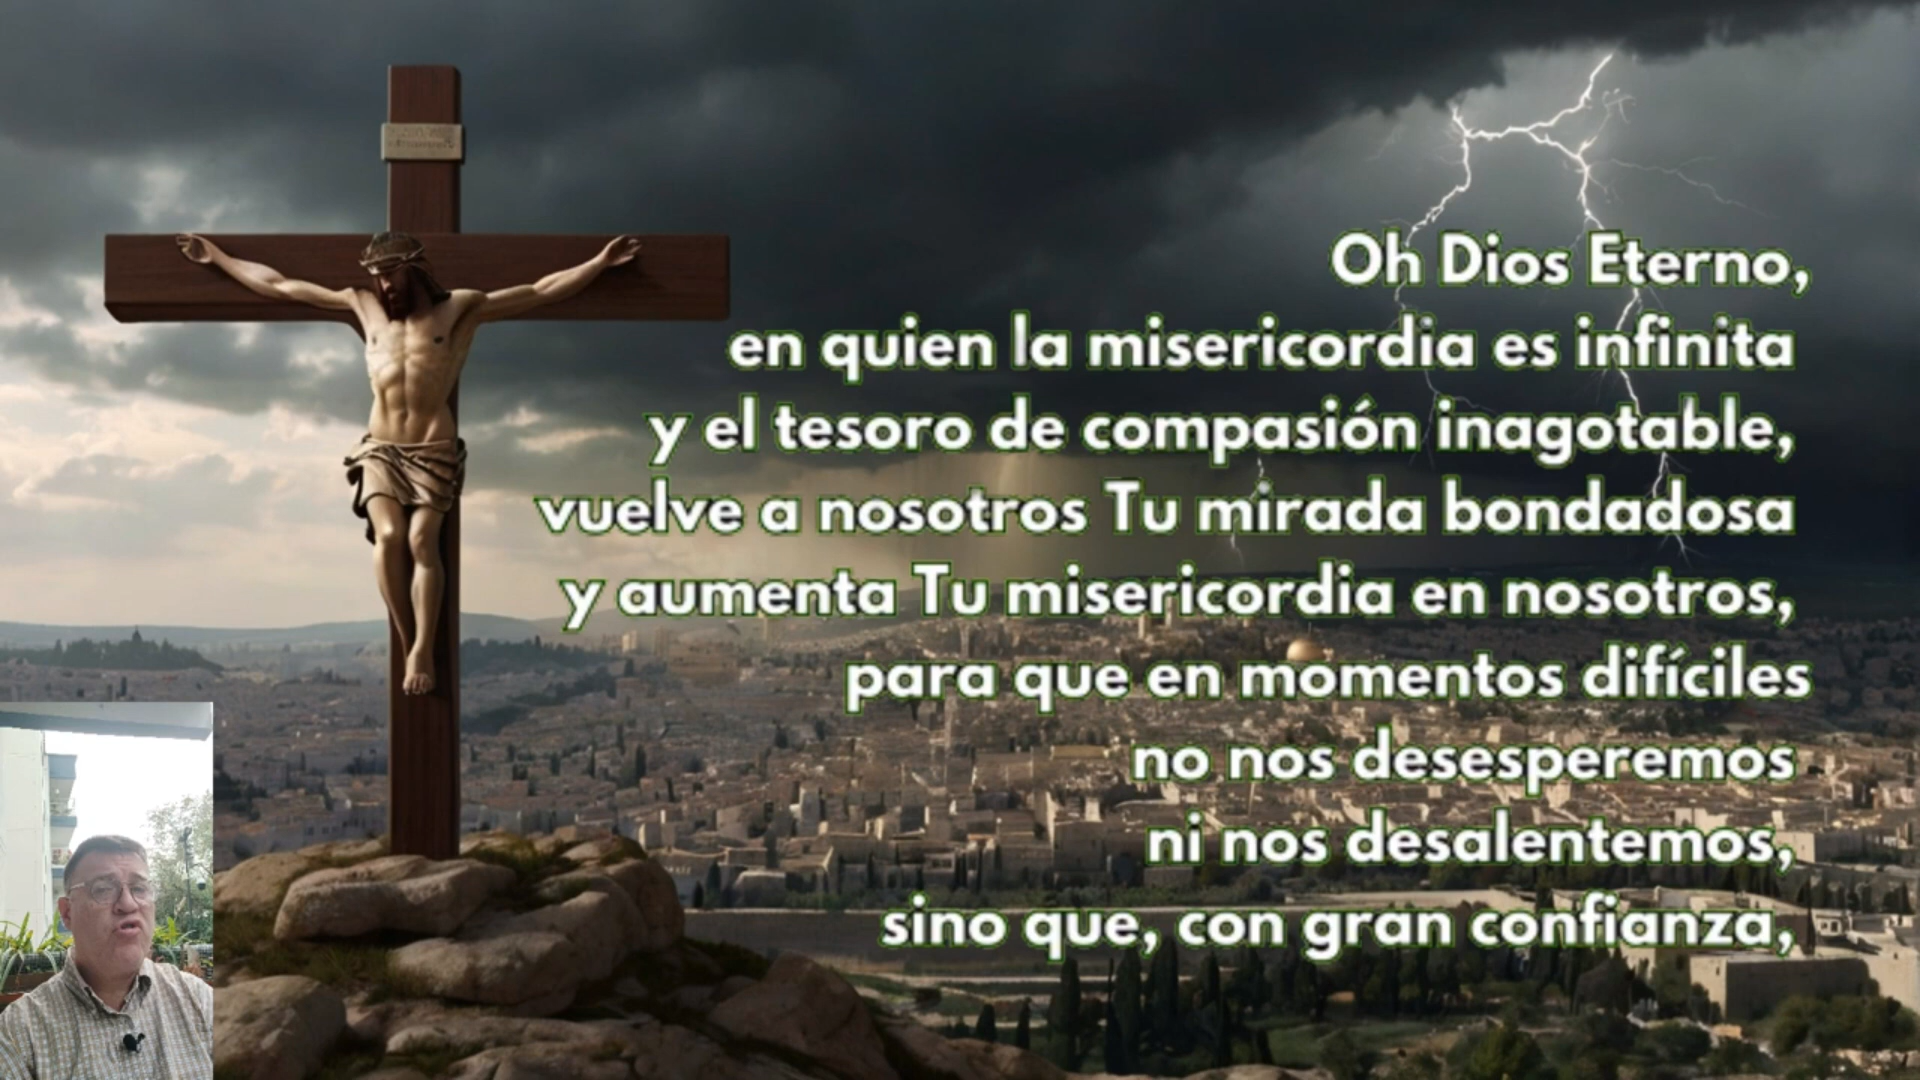 Oh Dios Eterno,
en quien la misericordia es infinita
y el tesoro de compasión inagotable,
vuelve a nosotros Tu mirada bondadosa
y aumenta Tu misericordia en nosotros,
para que en momentos difíciles
no nos desesperemos
ni nos desalentemos,
sino que, con gran confianza,